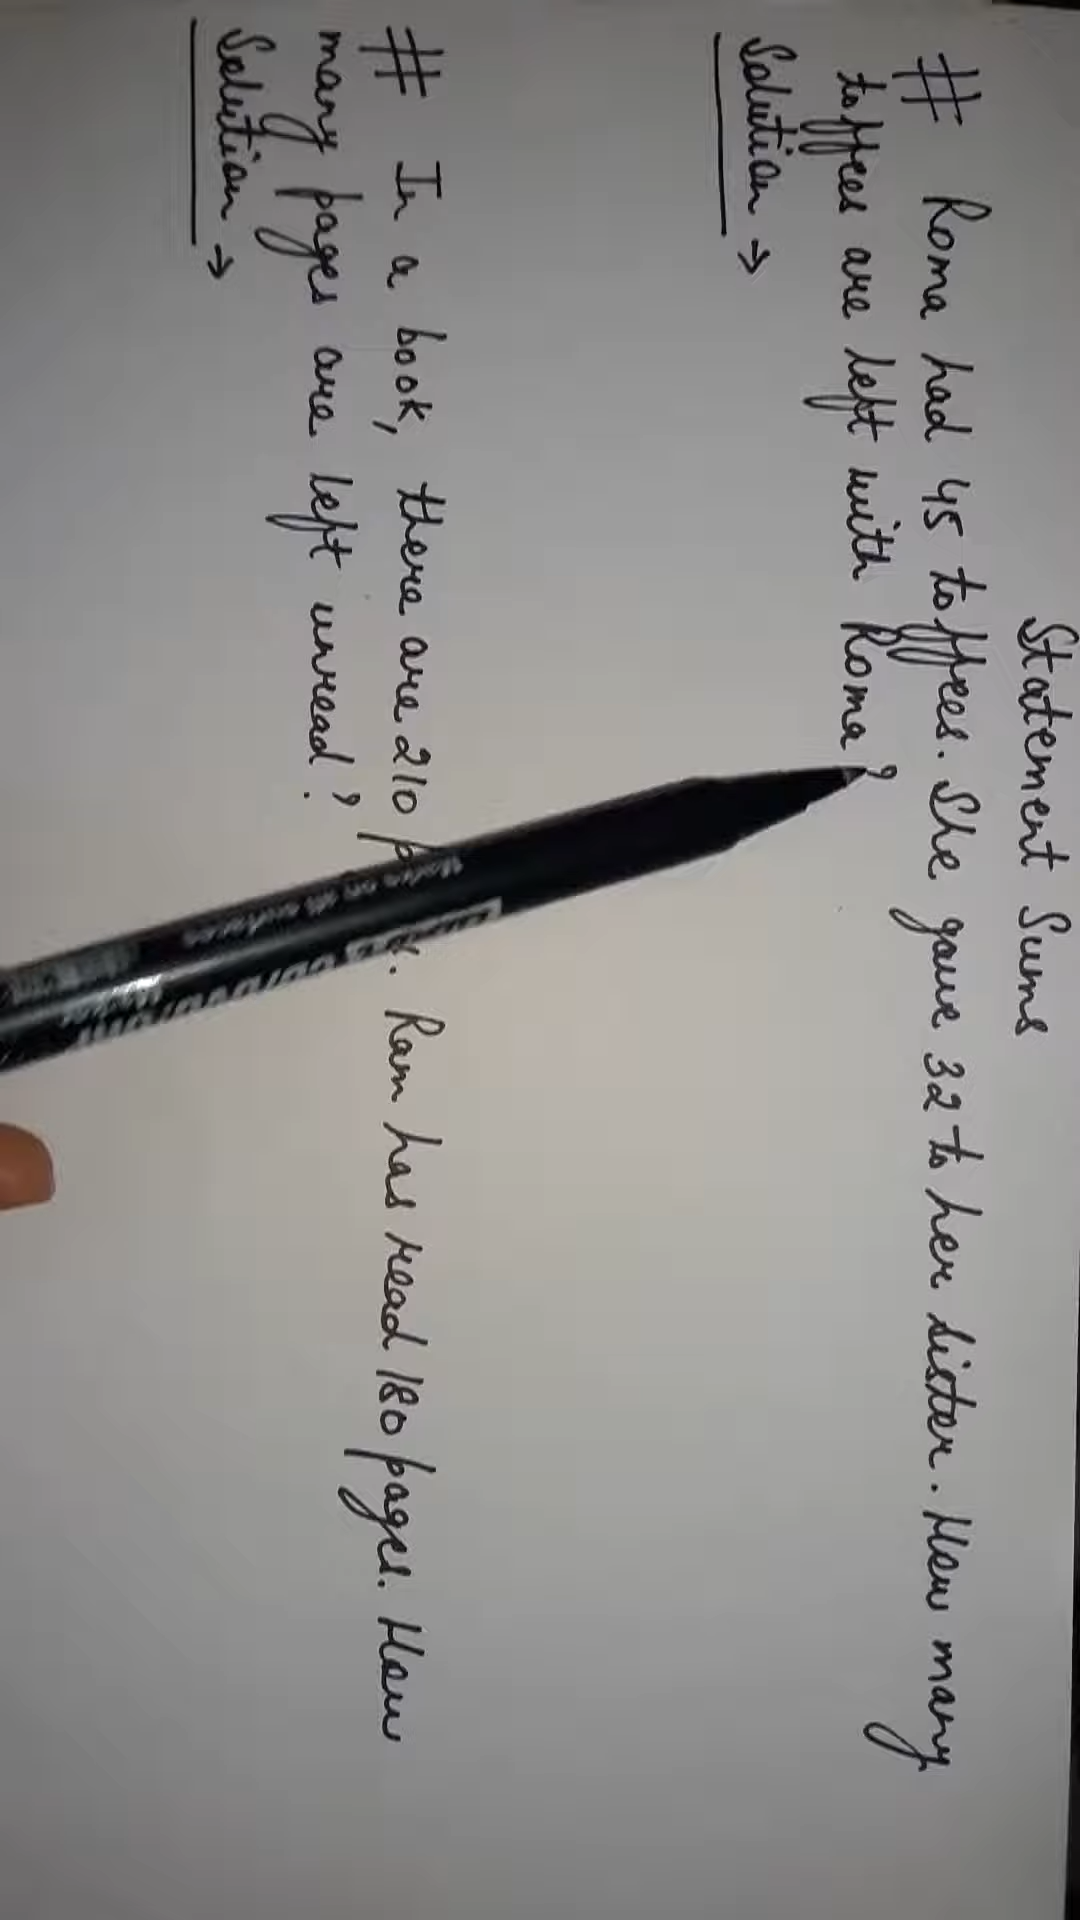 Statement Sums
# Roma had 45 toffees. She gave 32 to her sister. How many
toffees are left with Roma?
Solution →
# In a book, there are 210 p . Ram has read 180 pages. How
many pages are left unread?
Solution →